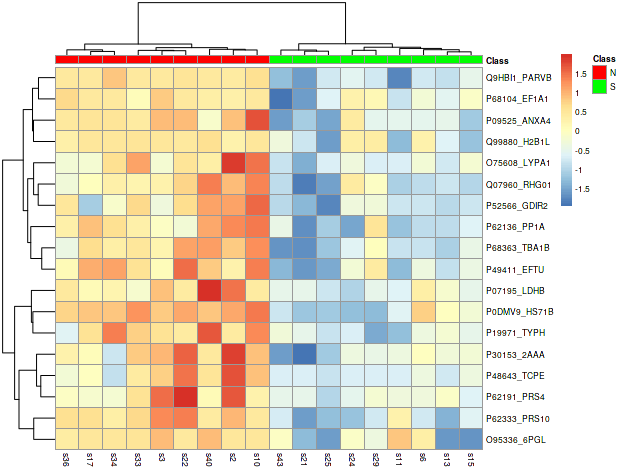 Class
Q9HBI1_PARVB
P68104_EF1A1
P09525_ANXA4
Q99880_H2B1L
O75608_LYPA1
Q07960_RHG01
P52566_GDIR2
P62136_PP1A
P68363_TBA1B
P49411_EFTU
P07195_LDHB
P0DMV9_HS71B
P19971_TYPH
P30153_2AAA
P48643_TCPE
P62191_PRS4
P62333_PRS10
O95336_6PGL
s36 s17 s34 s33 s3 s22 s40 s2 s10 s43 s21 s25 s24 s29 s11 s6 s13 s15
1.5
1
0.5
0
-0.5
-1
-1.5
Class
N
S